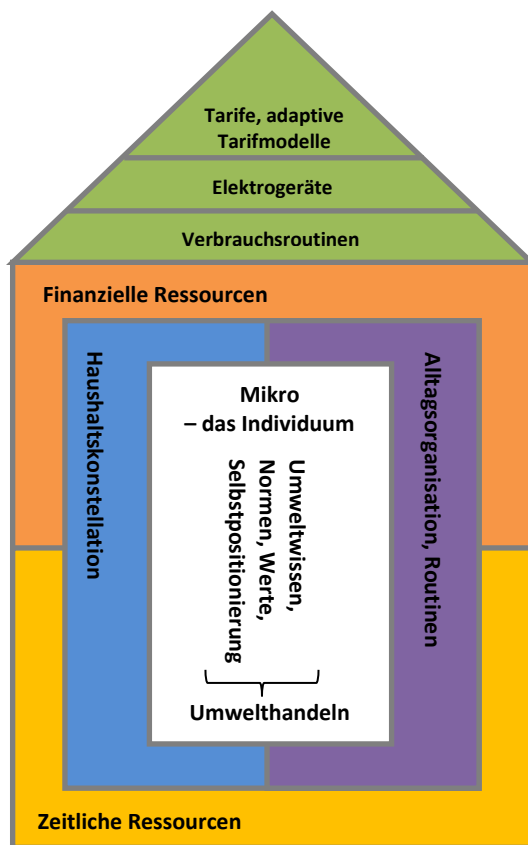 Tarife, adaptive
Tarifmodelle
Elektrogeräte
Verbrauchsroutinen
Finanzielle Ressourcen
Haushaltskonstellation
Mikro
– das Individuum
Umweltwissen,
Normen, Werte,
Selbstpositionierung
Umwelthandeln
Alltagsorganisation, Routinen
Zeitliche Ressourcen